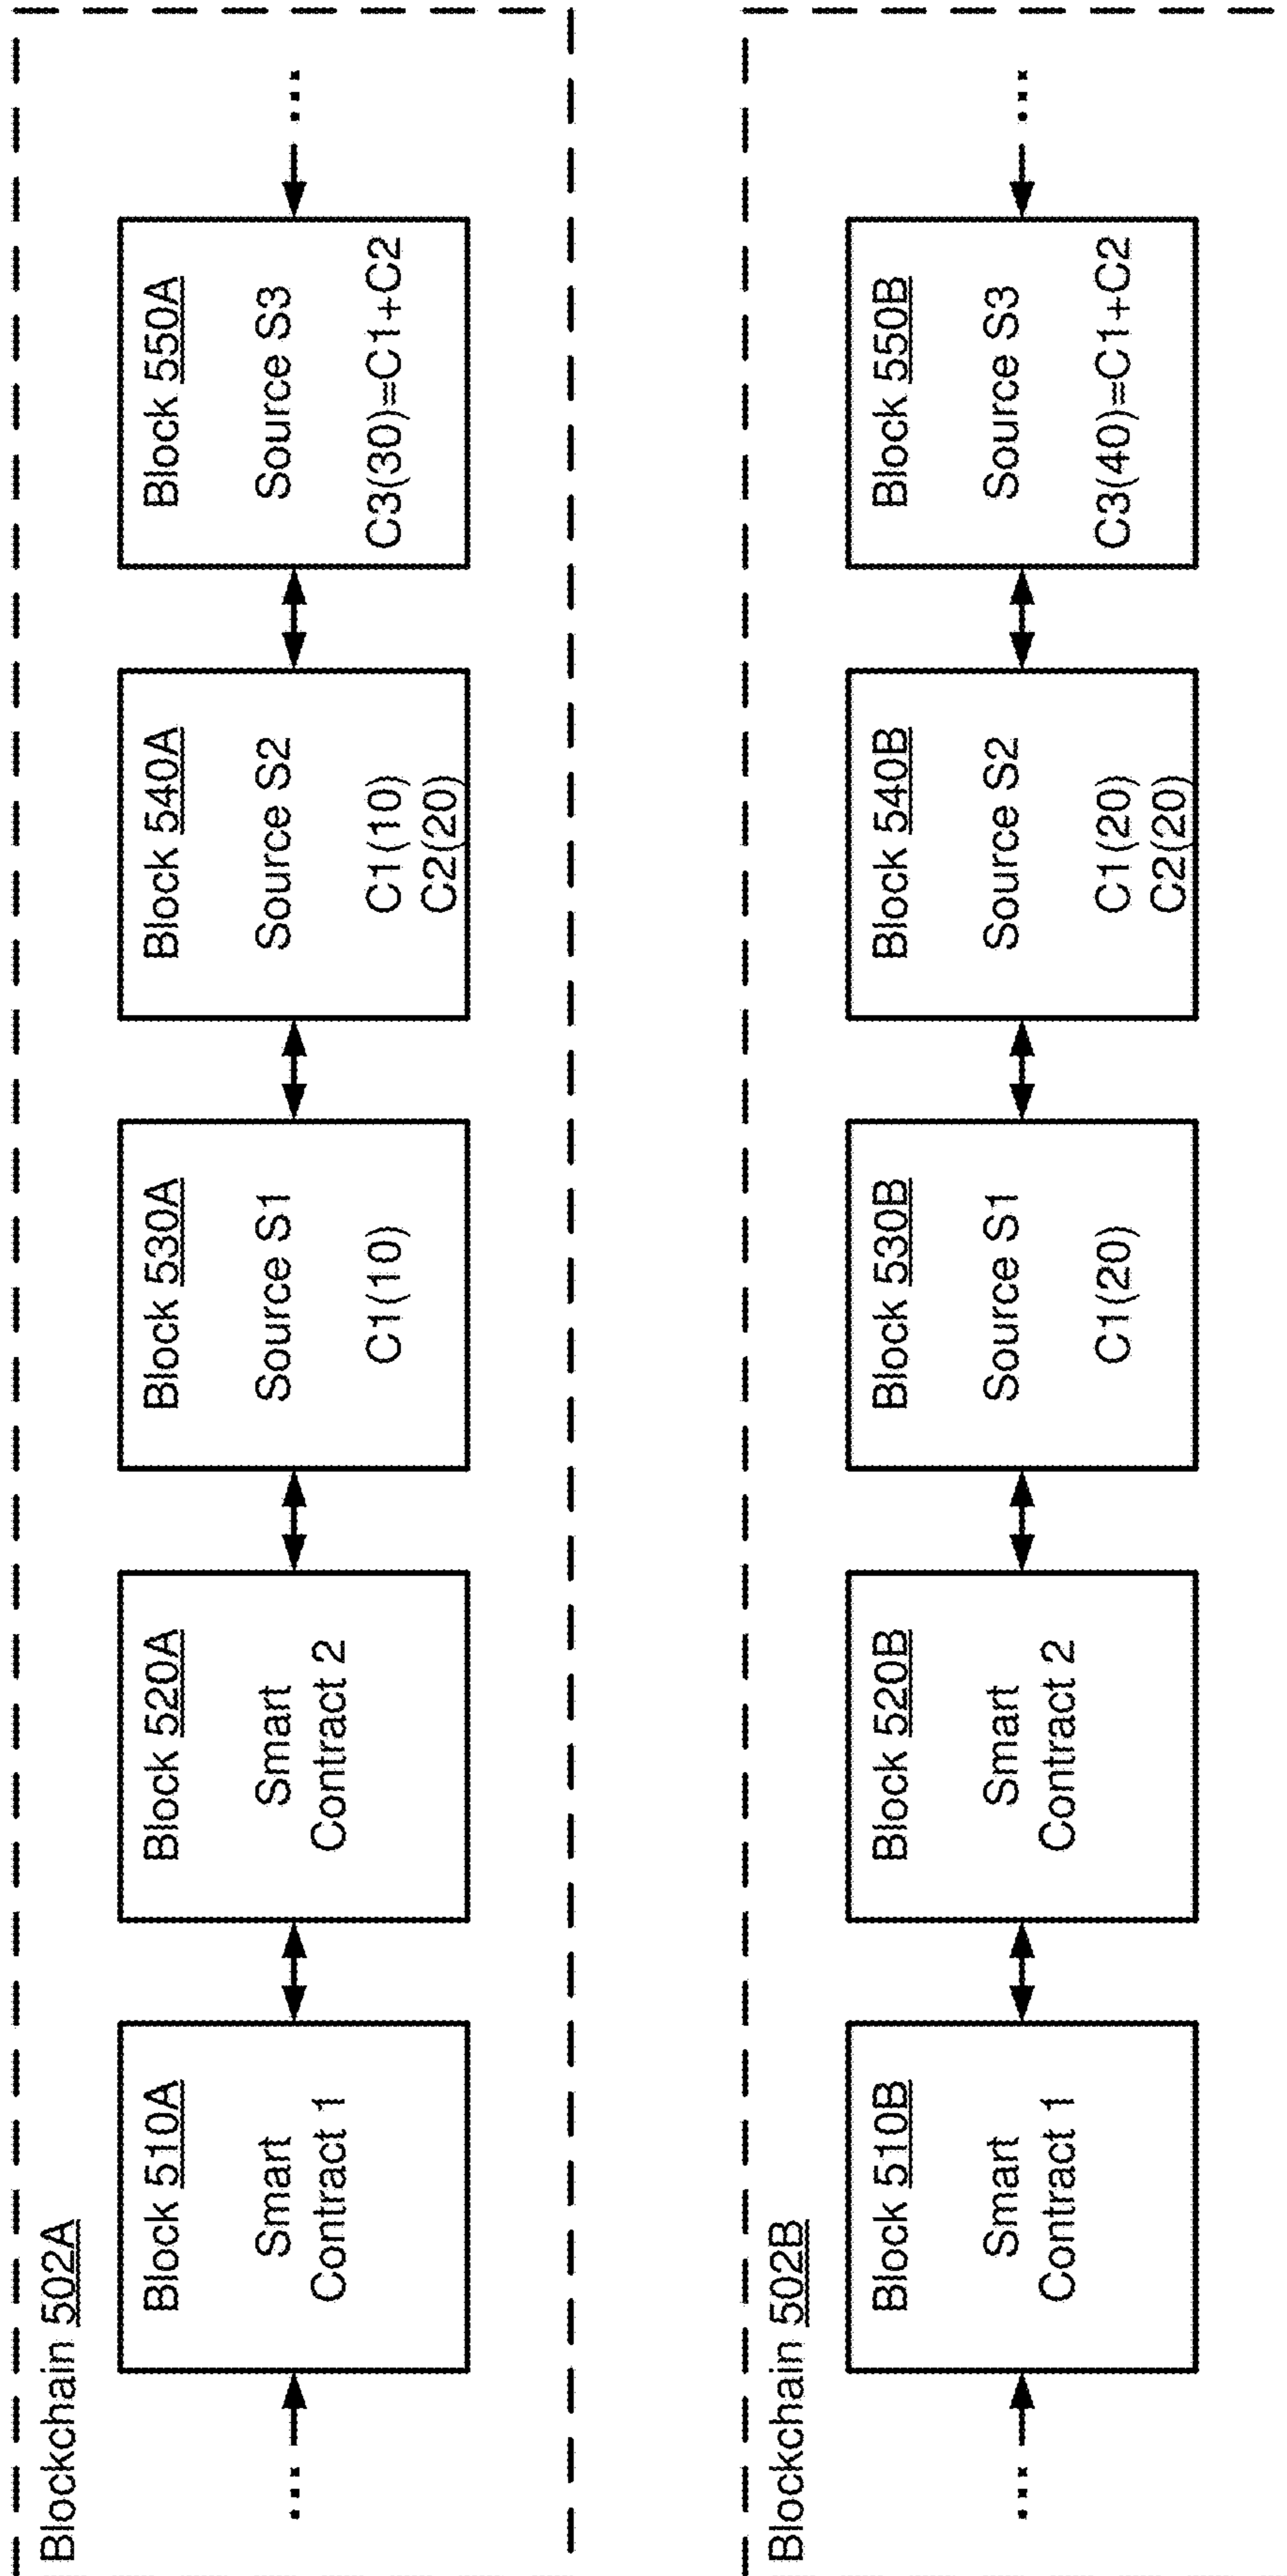 Blockchain 502A
...
Block 510A
Smart
Contract 1
Block 520A
Smart
Contract 2
Block 530A
Source S1
C1(10)
Block 540A
Source S2
C1(10)
C2(20)
Block 550A
Source S3
C3(30)=C1+C2
...
Blockchain 502B
...
Block 510B
Smart
Contract 1
Block 520B
Smart
Contract 2
Block 530B
Source S1
C1(20)
Block 540B
Source S2
C1(20)
C2(20)
Block 550B
Source S3
C3(40)=C1+C2
...